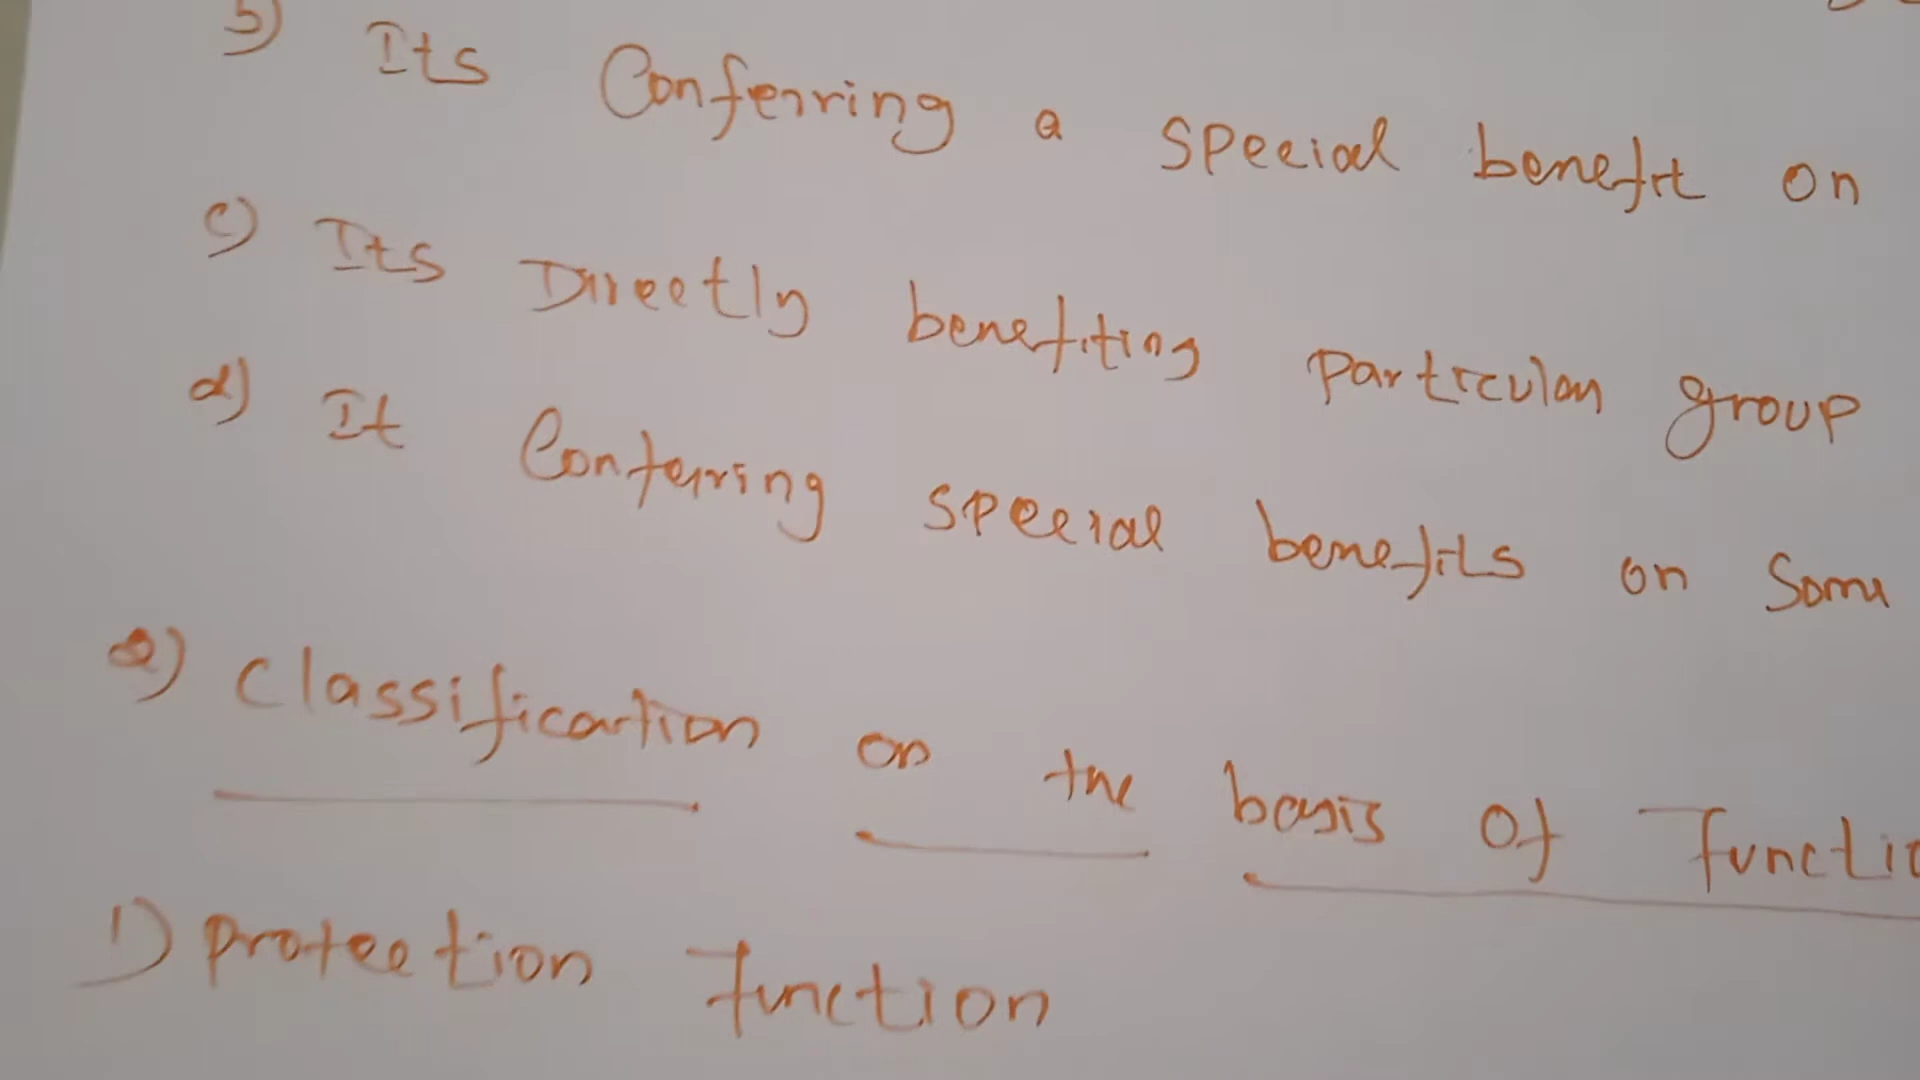 b) Its Conferring a special benefit on
c) Its Directly benefiting particular group
d) It Conferring special benefits on Some
2) Classification on the basis of Functio
1) protection Function